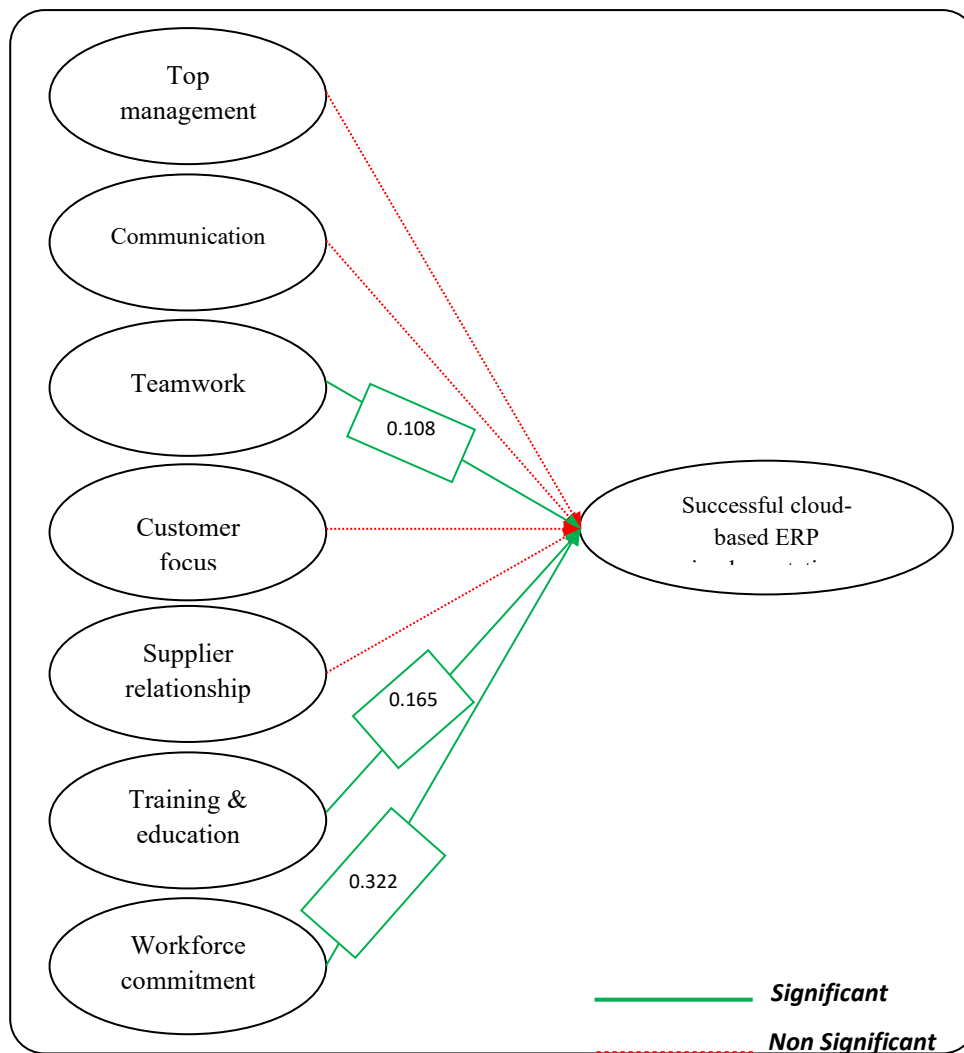 Top
management
Communication
Teamwork
0.108
Customer
focus
Successful cloud-
based ERP
Supplier
relationship
0.165
Training &
education
0.322
Workforce
commitment
Significant
Non Significant